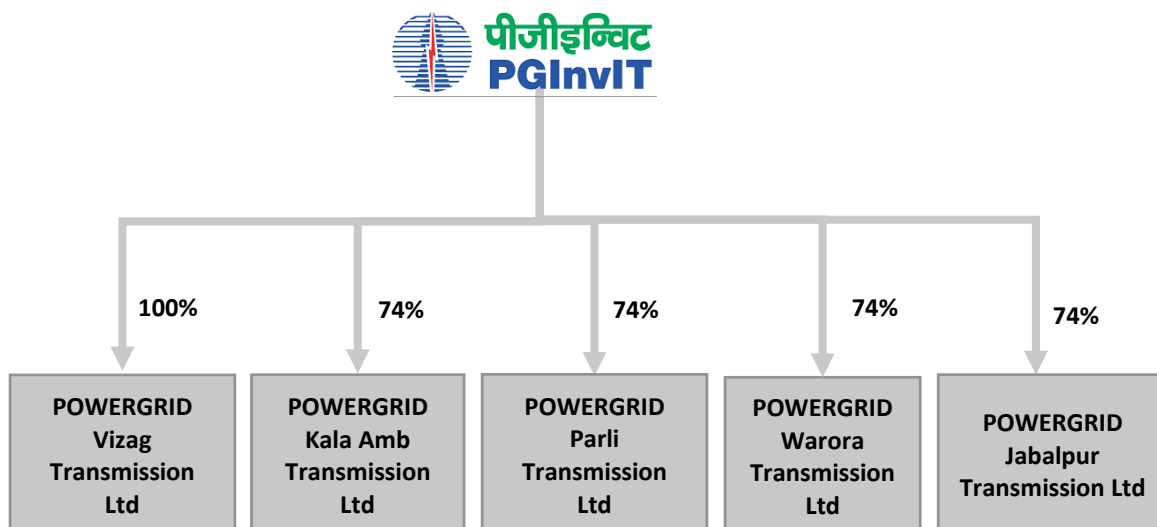 पीजीइन्विट
PGInvIT
100%
74%
74%
74%
74%
POWERGRID
Vizag
Transmission
Ltd
POWERGRID
Kala Amb
Transmission
Ltd
POWERGRID
Parli
Transmission
Ltd
POWERGRID
Warora
Transmission
Ltd
POWERGRID
Jabalpur
Transmission Ltd